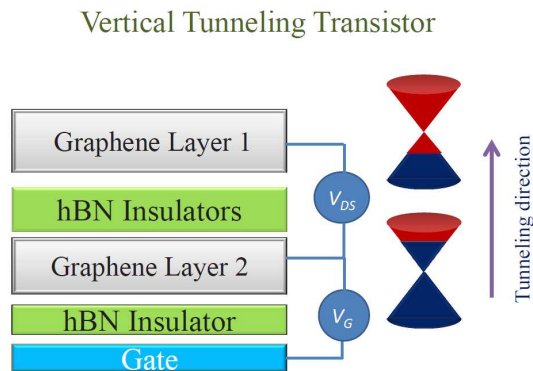 Vertical Tunneling Transistor
Graphene Layer 1
hBN Insulators
Graphene Layer 2
hBN Insulator
Gate
VDS
VG
Tunneling direction